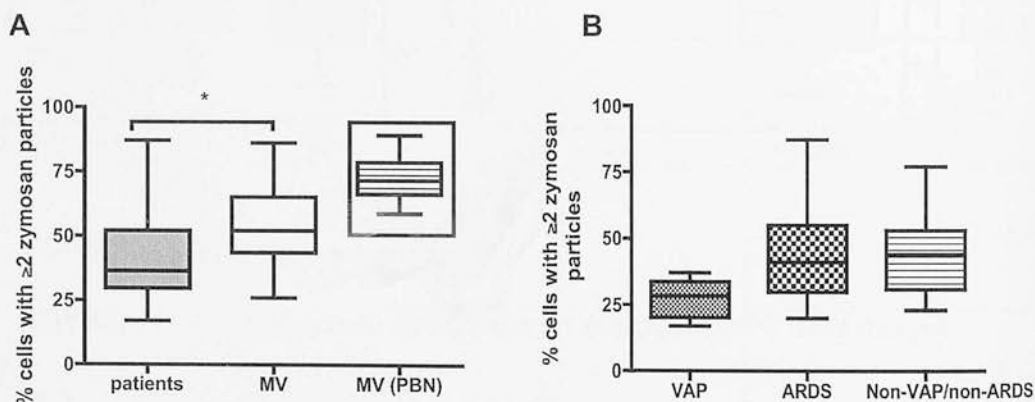 A
% cells with ≥2 zymosan particles
100
75
50
25
0
*
patients
MV
MV (PBN)
B
% cells with ≥2 zymosan
particles
100
75
50
25
0
VAP
ARDS
Non-VAP/non-ARDS